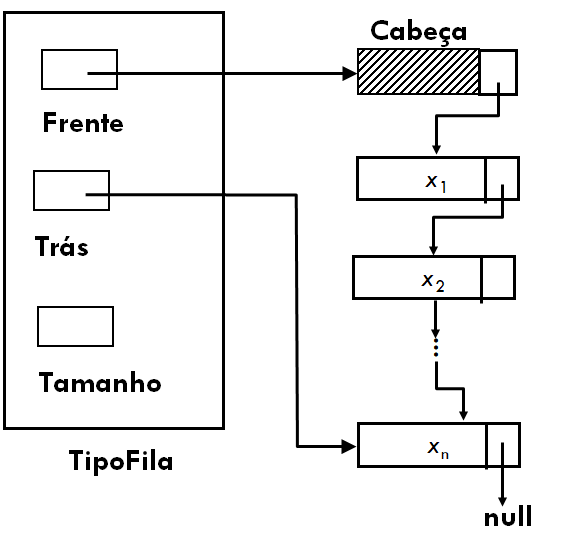 Cabeça
Frente
x1
Trás
x2
Tamanho
xn
TipoFila
null